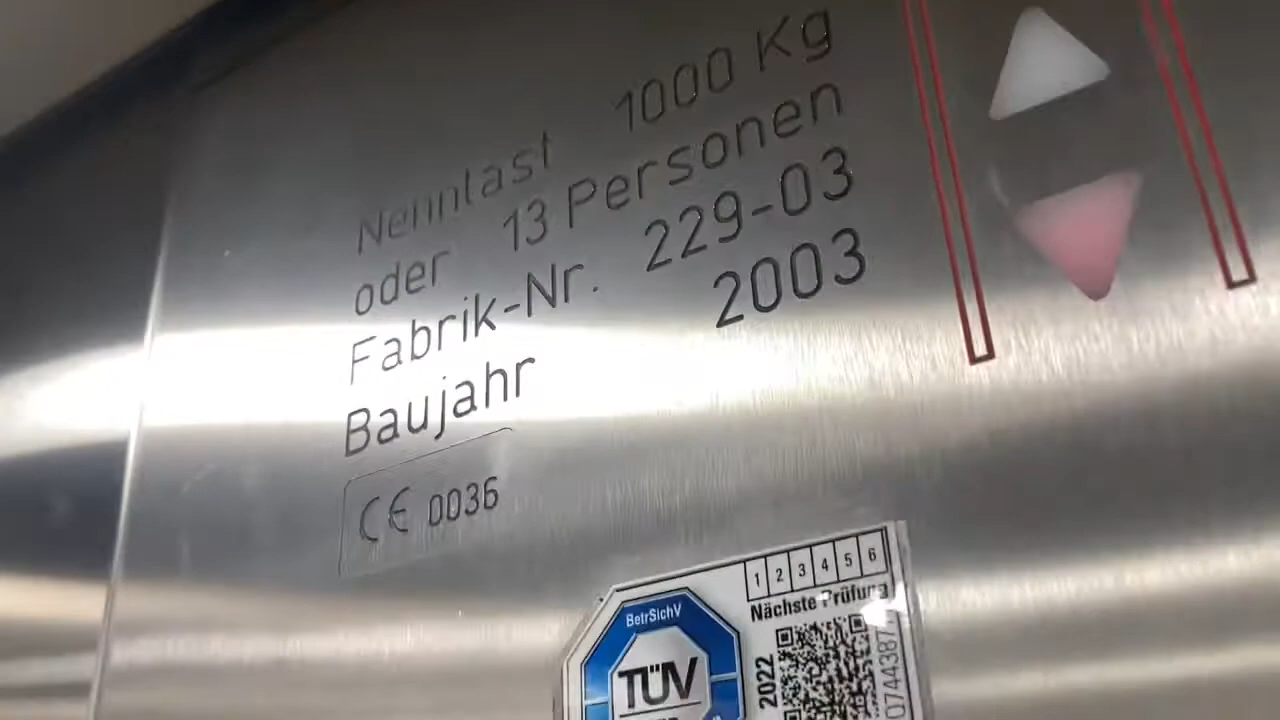 Nennlast 1000 Kg
oder 13 Personen
Fabrik-Nr. 229-03
Baujahr 2003
CE 0036
1 2 3 4 5 6
Nächste Prüfung
BetrSichV
TÜV
2022
0744387